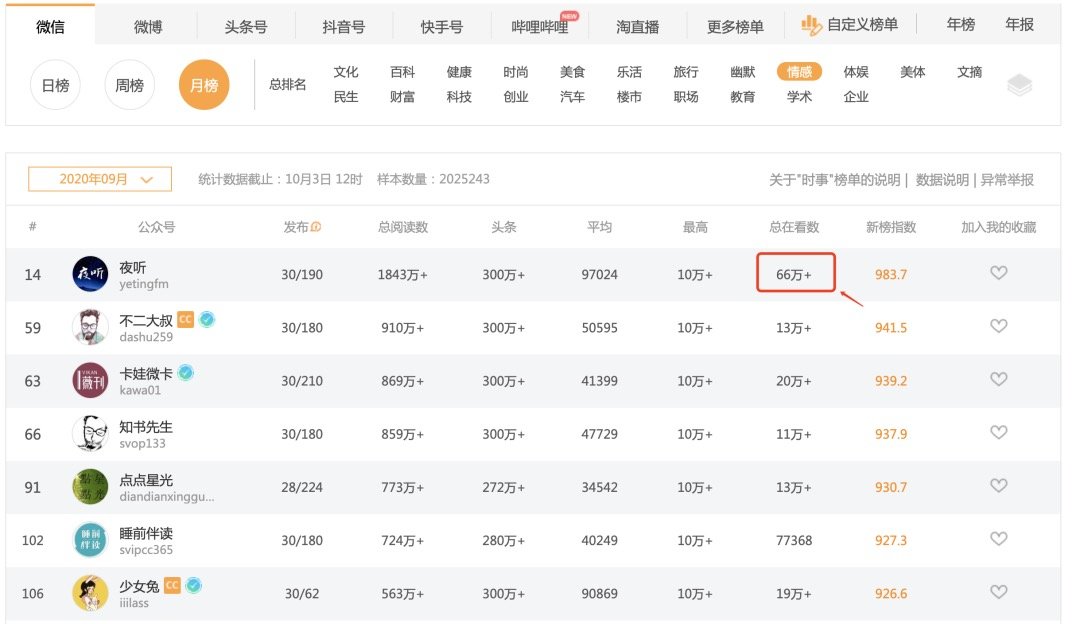 微信 微博 头条号 抖音号 快手号 哔哩哔哩 NEW 淘直播 更多榜单 自定义榜单 年榜 年报
日榜 周榜 月榜 总排名
文化 百科 健康 时尚 美食 乐活 旅行 幽默 情感 体娱 美体 文摘
民生 财富 科技 创业 汽车 楼市 职场 教育 学术 企业
2020年09月 统计数据截止：10月3日 12时 样本数量：2025243 关于"时事"榜单的说明 | 数据说明 | 异常举报
# 公众号 发布 总阅读数 头条 平均 最高 总在看数 新榜指数 加入我的收藏
14 夜听 夜听 30/190 1843万+ 300万+ 97024 10万+ 66万+ 983.7
yetingfm
59 不二大叔 CC 30/180 910万+ 300万+ 50595 10万+ 13万+ 941.5
dashu259
63 薇刊 卡娃微卡 30/210 869万+ 300万+ 41399 10万+ 20万+ 939.2
kawa01
66 知书先生 30/180 859万+ 300万+ 47729 10万+ 11万+ 937.9
svop133
91 點星點光 点点星光 28/224 773万+ 272万+ 34542 10万+ 13万+ 930.7
diandianxinggu...
102 睡前伴读 睡前伴读 30/180 724万+ 280万+ 40249 10万+ 77368 927.3
svipcc365
106 少女兔 CC 30/62 563万+ 300万+ 90869 10万+ 19万+ 926.6
iiilass